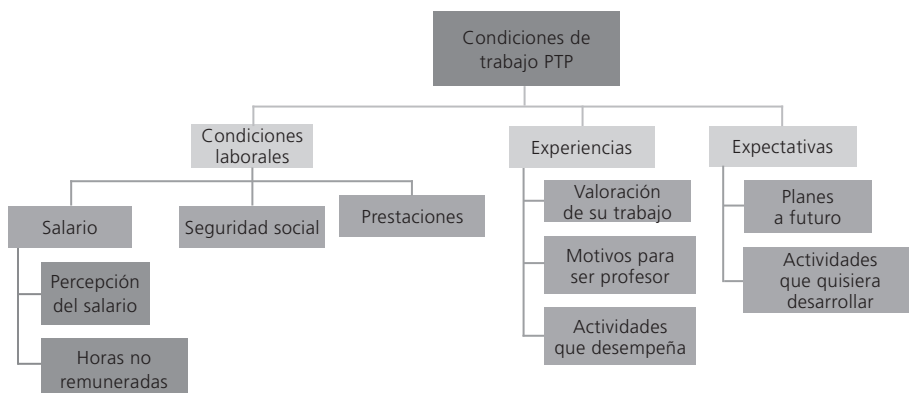 Condiciones de
trabajo PTP
Condiciones
laborales
Experiencias
Expectativas
Salario
Seguridad social
Prestaciones
Percepción
del salario
Horas no
remuneradas
Valoración
de su trabajo
Motivos para
ser profesor
Actividades
que desempeña
Planes
a futuro
Actividades
que quisiera
desarrollar